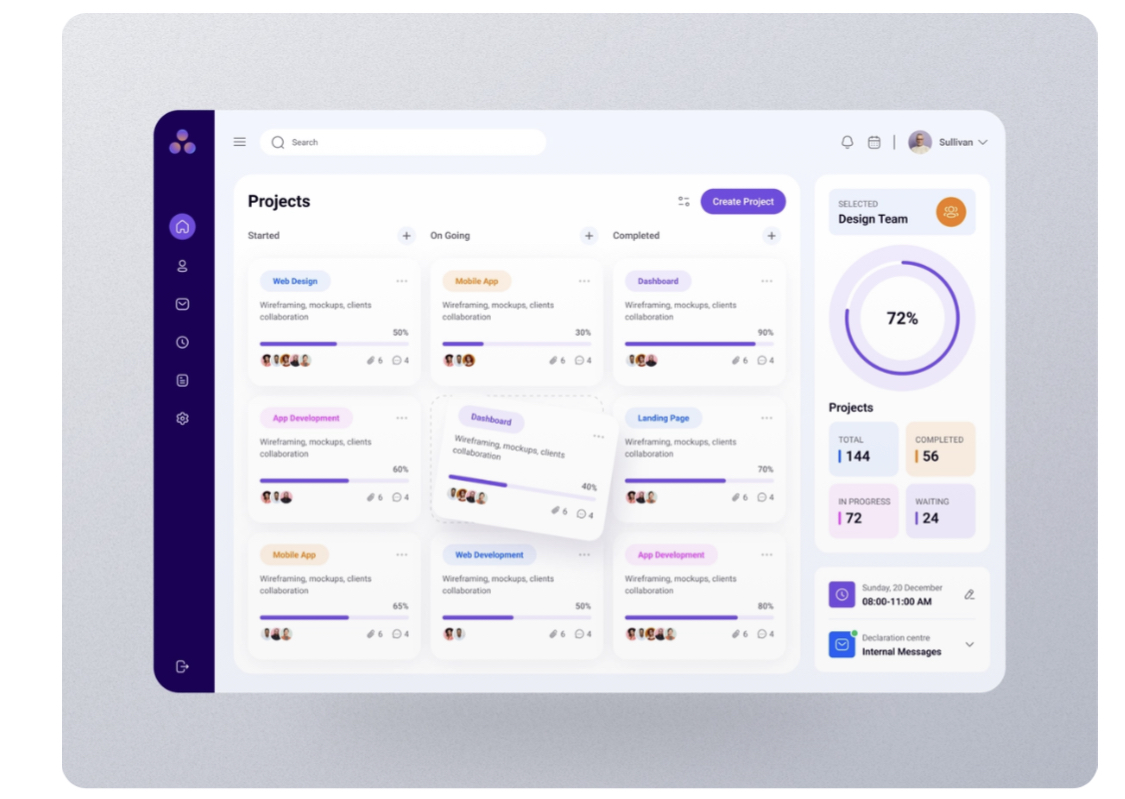 Search
Sullivan
Projects
Create Project
Started
On Going
Completed
Web Design
Wireframing, mockups, clients
collaboration
50%
6 4
App Development
Wireframing, mockups, clients
collaboration
60%
6 4
Mobile App
Wireframing, mockups, clients
collaboration
65%
6 4
Mobile App
Wireframing, mockups, clients
collaboration
30%
6 4
Dashboard
Wireframing, mockups, clients
collaboration
40%
6 4
Web Development
Wireframing, mockups, clients
collaboration
50%
6 4
Dashboard
Wireframing, mockups, clients
collaboration
90%
6 4
Landing Page
Wireframing, mockups, clients
collaboration
70%
6 4
App Development
Wireframing, mockups, clients
collaboration
80%
6 4
SELECTED
Design Team
72%
Projects
TOTAL
144
COMPLETED
56
IN PROGRESS
72
WAITING
24
Sunday, 20 December
08:00-11:00 AM
Declaration centre
Internal Messages